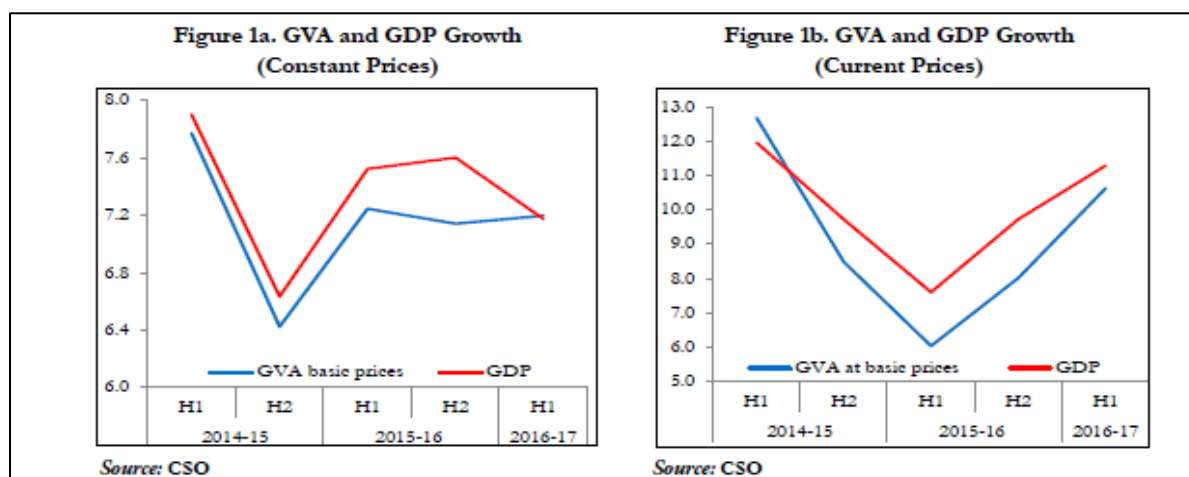 Figure 1a. GVA and GDP Growth
(Constant Prices)
8.0
7.6
7.2
6.8
6.4
6.0
GVA basic prices GDP
H1 H2 H1 H2 H1
2014-15 2015-16 2016-17
Source: CSO
Figure 1b. GVA and GDP Growth
(Current Prices)
13.0
12.0
11.0
10.0
9.0
8.0
7.0
6.0
5.0
GVA at basic prices GDP
H1 H2 H1 H2 H1
2014-15 2015-16 2016-17
Source: CSO